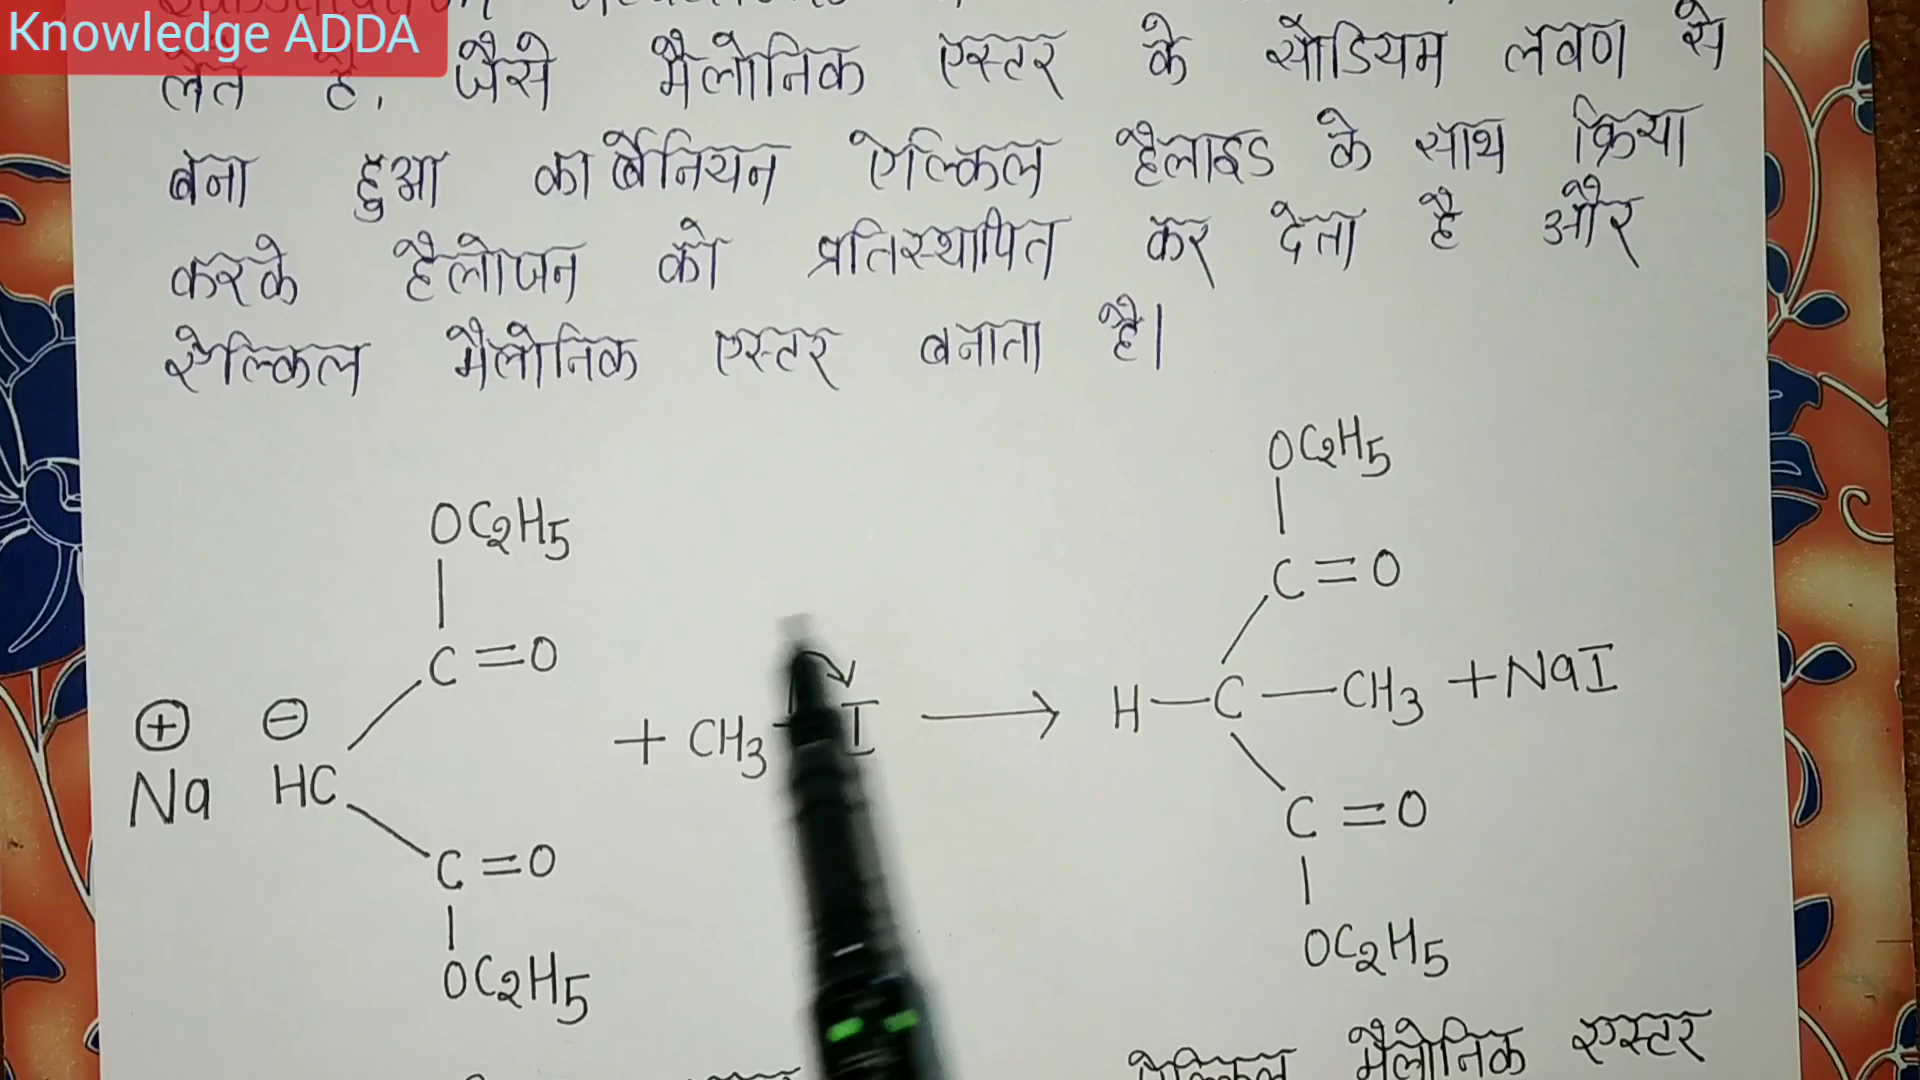 Knowledge ADDA
लेते है, जैसे मैलोनिक एस्टर के सोडियम लवण से
बना हुआ कार्बेनियन ऐल्किल हैलाइड के साथ क्रिया
करके हैलोजन को प्रतिस्थापित कर देता है और
ऐल्किल मैलोनिक एस्टर बनाता है।
OC2H5
OC2H5
C=O
C=O
⊕ ⊖
Na HC + CH3 I ⟶ H—C—CH3 + NaI
C=O
C=O
OC2H5
OC2H5
ऐल्किल मैलोनिक एस्टर